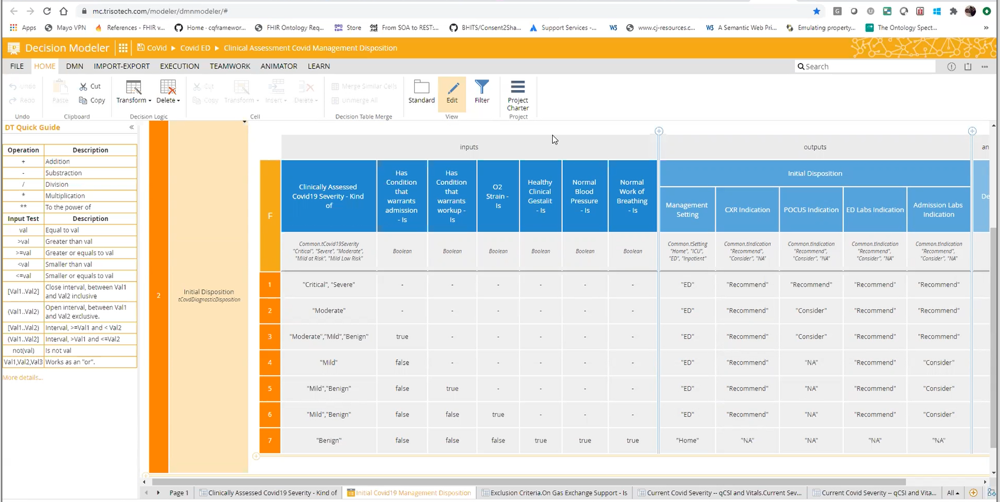 mc.trisotech.com/modeler/dmnmodeler/#
Apps
Mayo VPN
References - FHIR v...
Home · cqframewor...
FHIR Ontology Req...
Store
From SOA to REST:...
BHITS/Consent2Sha...
Support Services -...
W3
www.cj-resources.c...
W3
A Semantic Web Pri...
Emulating property...
The Ontology Spect...
»
Decision Modeler
CoVid ▶ Covid ED ▶ Clinical Assessment Covid Management Disposition
FILE HOME DMN IMPORT-EXPORT EXECUTION TEAMWORK ANIMATOR LEARN
Search
Undo
Redo
Undo
Paste
Cut
Copy
Clipboard
Transform
Delete
Decision Logic
Cut
Copy
Transform
Insert
Delete
Cell
Merge Similar Cells
Unmerge All
Decision Table Merge
Standard
Edit
Filter
View
Project
Charter
Project
DT Quick Guide «
Operation Description
+ Addition
- Substraction
/ Division
* Multiplication
** To the power of
Input Test Description
val Equal to val
>val Greater than val
>=val Greater or equals to val
<val Smaller than val
<=val Smaller or equals to val
[Val1..Val2] Close interval, between Val1
and Val2 inclusive
(Val1..Val2) Open interval, between Val1
and Val2 exclusive.
[Val1..Val2) Interval, >=Val1 and < Val2
(Val1..Val2] Interval, >Val1 and <=Val2
not(val) Is not val
Val1,Val2,Val3 Works as an "or".
More details...
2
Initial Disposition
tCovdDiagnosticDisposition
inputs
outputs
an
F
Clinically Assessed
Covid19 Severity - Kind
of
Has
Condition
that
warrants
admission
- Is
Has
Condition
that
warrants
workup -
Is
O2
Strain -
Is
Healthy
Clinical
Gestalit
- Is
Normal
Blood
Pressure
- Is
Normal
Work of
Breathing
- Is
Initial Disposition
Management
Setting
CXR Indication
POCUS Indication
ED Labs Indication
Admission Labs
Indication
De
Common.tCovid19Severity
"Critical", "Severe", "Moderate",
"Mild at Risk", "Mild Low Risk"
Boolean
Boolean
Boolean
Boolean
Boolean
Boolean
Common.tSetting
"Home", "ICU",
"ED", "Inpatient"
Common.tIndication
"Recommend",
"Consider", "NA"
Common.tIndication
"Recommend",
"Consider", "NA"
Common.tIndication
"Recommend",
"Consider", "NA"
Common.tIndication
"Recommend",
"Consider", "NA"
1 "Critical", "Severe" - - - - - - "ED" "Recommend" "Recommend" "Recommend" "Recommend"
2 "Moderate" - - - - - - "ED" "Recommend" "Consider" "Recommend" "Recommend"
3 "Moderate","Mild","Benign" true - - - - - "ED" "Recommend" "Consider" "Recommend" "Recommend"
4 "Mild" false - - - - - "ED" "Recommend" "NA" "Recommend" "Consider"
5 "Mild","Benign" false true - - - - "ED" "Recommend" "NA" "Recommend" "Consider"
6 "Mild","Benign" false false true - - - "ED" "Recommend" "NA" "Recommend" "Consider"
7 "Benign" false false false true true true "Home" "NA" "NA" "NA" "NA"
Page 1
Clinically Assessed Covid19 Severity - Kind of
Initial Covid19 Management Disposition
Exclusion Criteria.On Gas Exchange Support - Is
Current Covid Severity -- qCSI and Vitals.Current Sev...
Current Covid Severity -- qCSI and Vita...
All